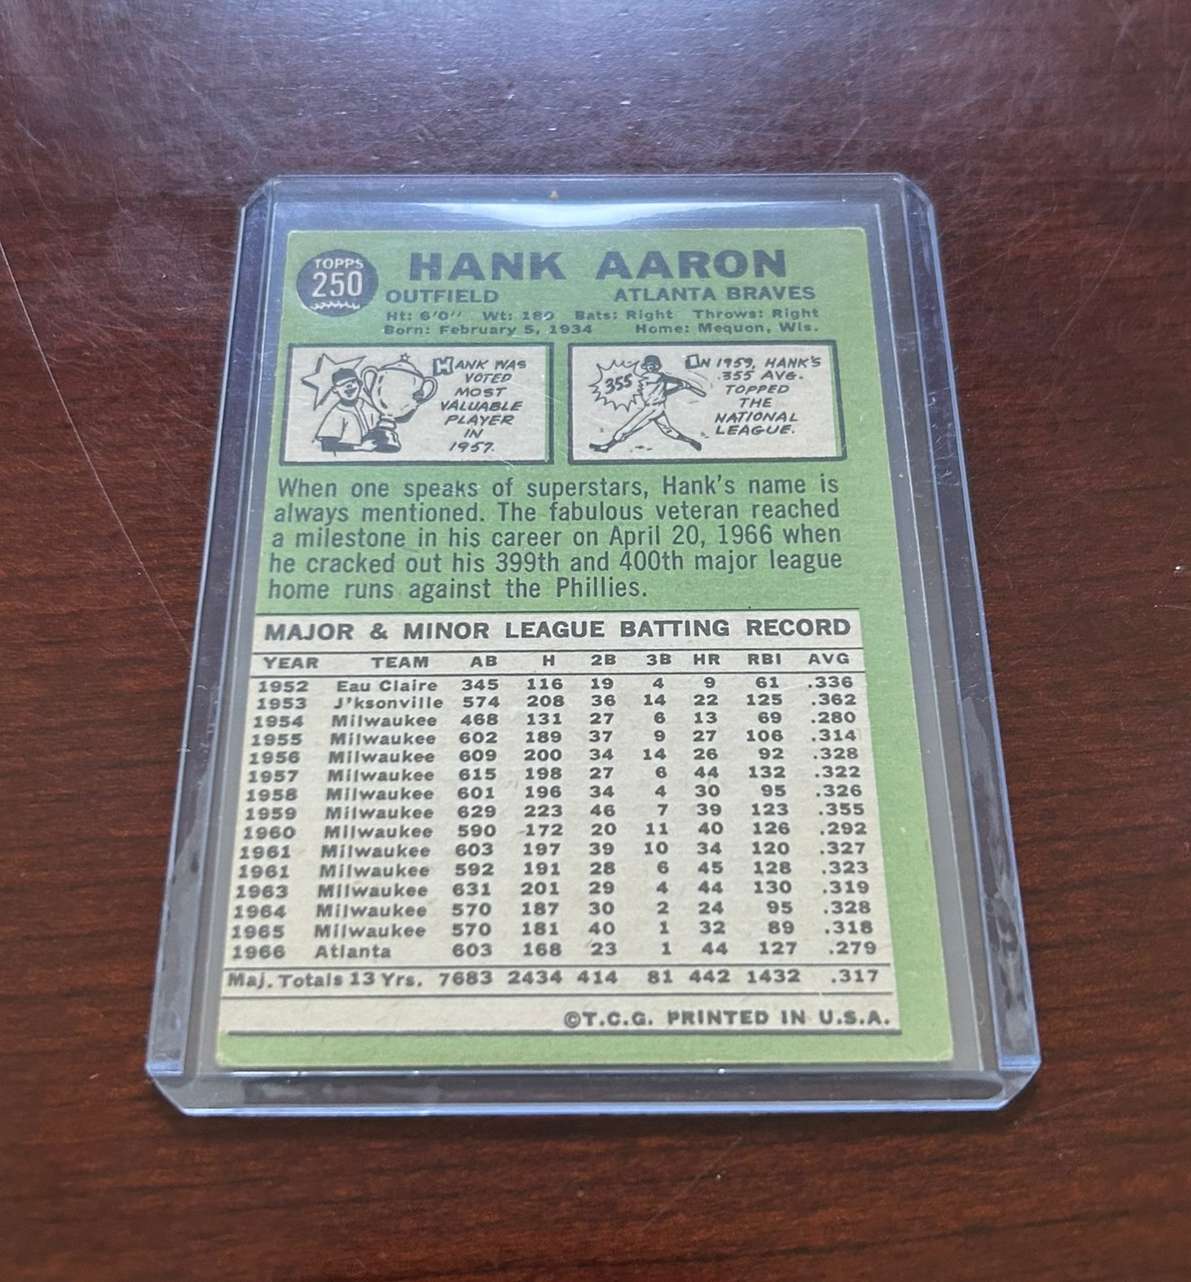 TOPPS
250
HANK AARON
OUTFIELD ATLANTA BRAVES
Ht: 6'0" Wt: 180 Bats: Right Throws: Right
Born: February 5, 1934 Home: Mequon, Wis.
HANK WAS
VOTED
MOST
VALUABLE
PLAYER
IN
1957.
355
IN 1959, HANK'S
.355 AVG.
TOPPED
THE
NATIONAL
LEAGUE.
When one speaks of superstars, Hank's name is
always mentioned. The fabulous veteran reached
a milestone in his career on April 20, 1966 when
he cracked out his 399th and 400th major league
home runs against the Phillies.
MAJOR & MINOR LEAGUE BATTING RECORD
YEAR TEAM AB H 2B 3B HR RBI AVG
1952 Eau Claire 345 116 19 4 9 61 .336
1953 J'ksonville 574 208 36 14 22 125 .362
1954 Milwaukee 468 131 27 6 13 69 .280
1955 Milwaukee 602 189 37 9 27 106 .314
1956 Milwaukee 609 200 34 14 26 92 .328
1957 Milwaukee 615 198 27 6 44 132 .322
1958 Milwaukee 601 196 34 4 30 95 .326
1959 Milwaukee 629 223 46 7 39 123 .355
1960 Milwaukee 590 172 20 11 40 126 .292
1961 Milwaukee 603 197 39 10 34 120 .327
1961 Milwaukee 592 191 28 6 45 128 .323
1963 Milwaukee 631 201 29 4 44 130 .319
1964 Milwaukee 570 187 30 2 24 95 .328
1965 Milwaukee 570 181 40 1 32 89 .318
1966 Atlanta 603 168 23 1 44 127 .279
Maj. Totals 13 Yrs. 7683 2434 414 81 442 1432 .317
©T.C.G. PRINTED IN U.S.A.